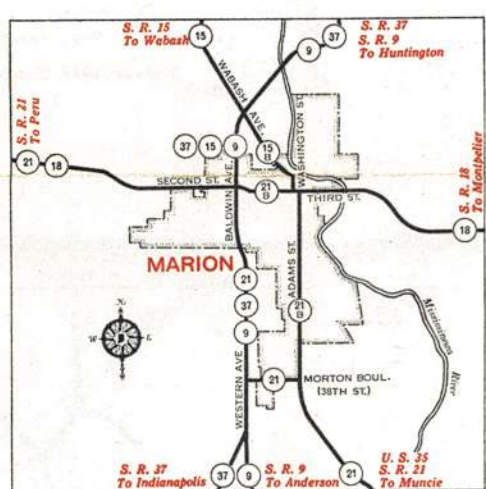 S. R. 15
To Wabash
S. R. 37
S. R. 9
To Huntington
15
37
9
WABASH AVE.
WASHINGTON ST.
S. R. 21
To Peru
37
15
9
15
B
S. R. 18
To Montpelier
21
18
SECOND ST.
21
B
THIRD ST.
BALDWIN AVE.
18
MARION
21
ADAMS ST.
37
21
B
Mississinewa
River
N
W
E
S
9
WESTERN AVE
21
MORTON BOUL.
(38TH ST.)
S. R. 37
To Indianapolis
37
9
S. R. 9
To Anderson
21
U. S. 35
S. R. 21
To Muncie